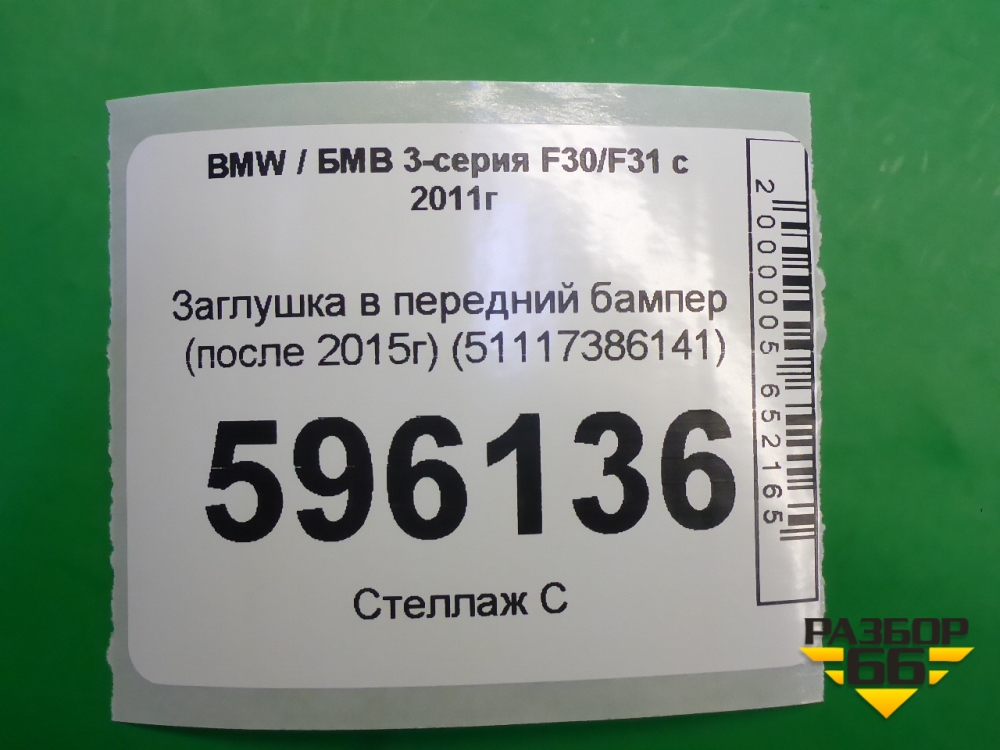 BMW / БМВ 3-серия F30/F31 с
2011г
Заглушка в передний бампер
(после 2015г) (51117386141)
596136
Стеллаж С
2000005652165
РАЗБОР
66